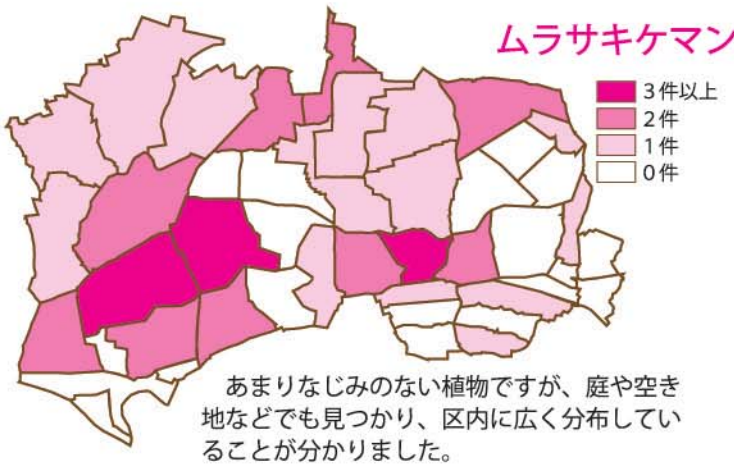 ムラサキケマン
3件以上
2件
1件
0件
あまりなじみのない植物ですが、庭や空き
地などでも見つかり、区内に広く分布してい
ることが分かりました。